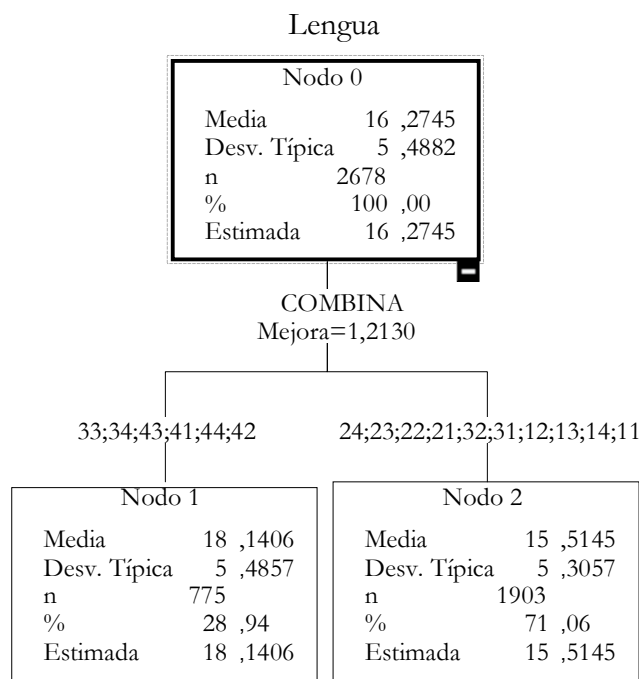 Lengua
Nodo 0
Media 16 ,2745
Desv. Típica 5 ,4882
n 2678
% 100 ,00
Estimada 16 ,2745
COMBINA
Mejora=1,2130
33;34;43;41;44;42
24;23;22;21;32;31;12;13;14;11
Nodo 1
Media 18 ,1406
Desv. Típica 5 ,4857
n 775
% 28 ,94
Estimada 18 ,1406
Nodo 2
Media 15 ,5145
Desv. Típica 5 ,3057
n 1903
% 71 ,06
Estimada 15 ,5145